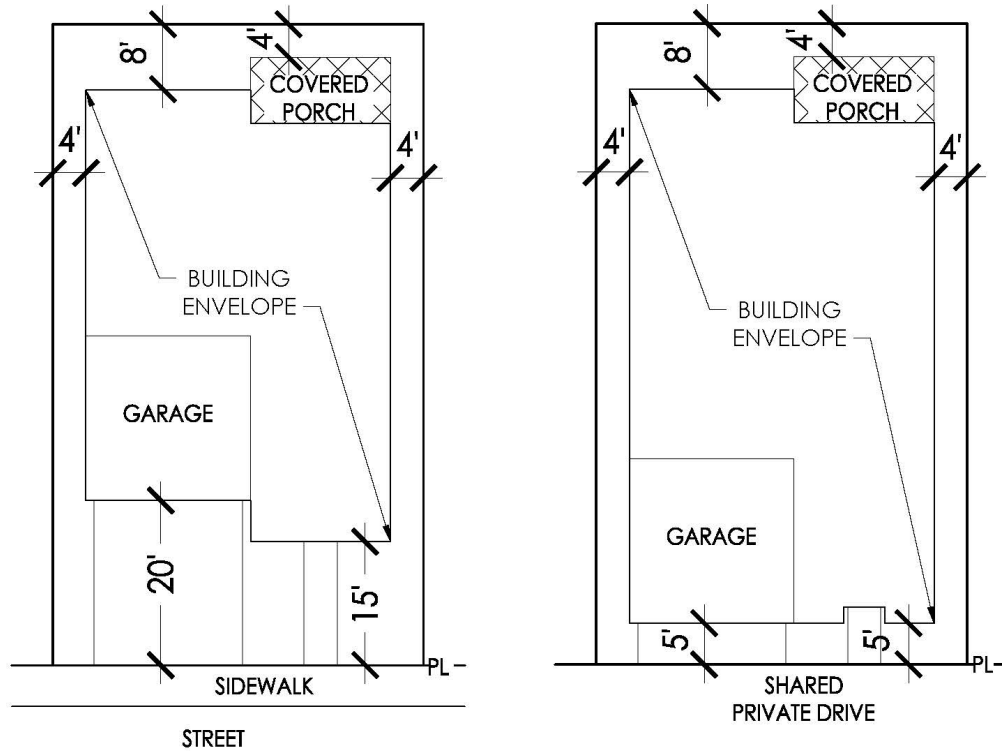 8'
4'
COVERED
PORCH
4'
4'
BUILDING
ENVELOPE
GARAGE
20'
15'
PL
SIDEWALK
STREET
8'
4'
COVERED
PORCH
4'
4'
BUILDING
ENVELOPE
GARAGE
5'
5'
PL
SHARED
PRIVATE DRIVE